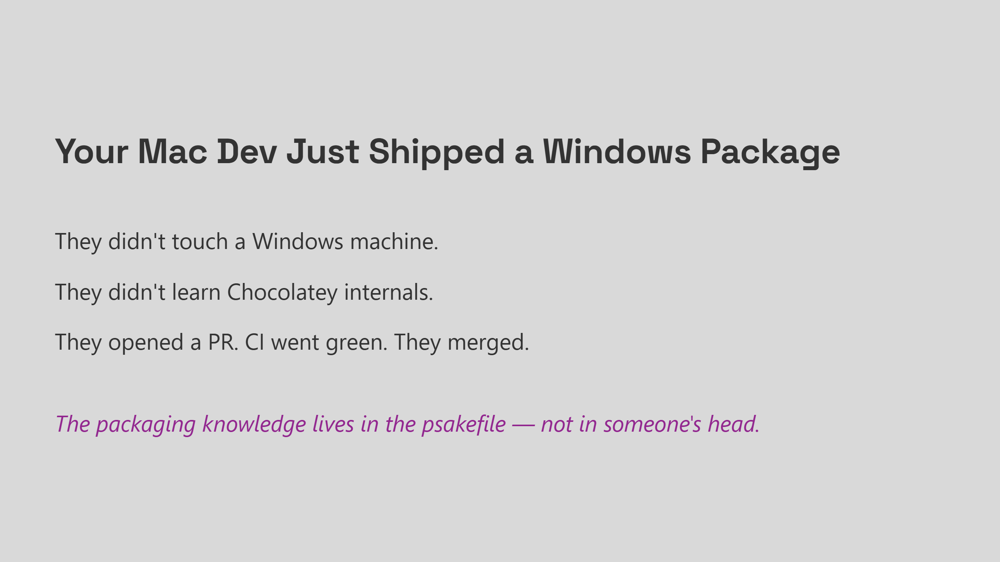 Your Mac Dev Just Shipped a Windows Package
They didn't touch a Windows machine.
They didn't learn Chocolatey internals.
They opened a PR. CI went green. They merged.
The packaging knowledge lives in the psakefile — not in someone's head.